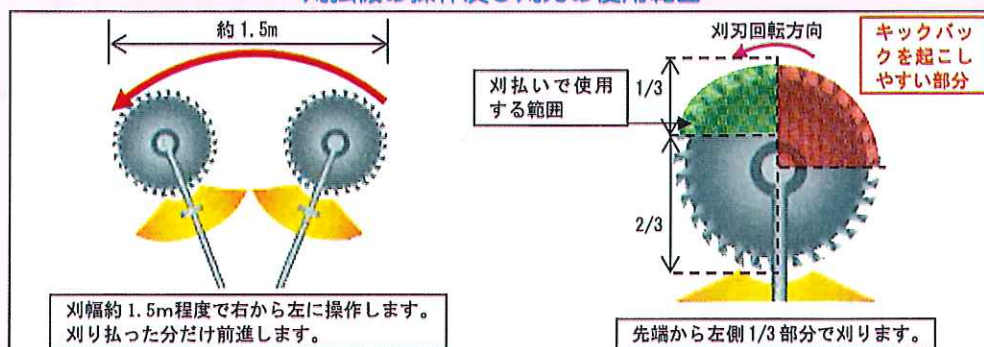 約1.5m
刈刃回転方向
キックバッ
クを起こし
やすい部分
刈払いで使用
する範囲
1/3
2/3
刈幅約1.5m程度で右から左に操作します。
刈り払った分だけ前進します。
先端から左側1/3部分で刈ります。